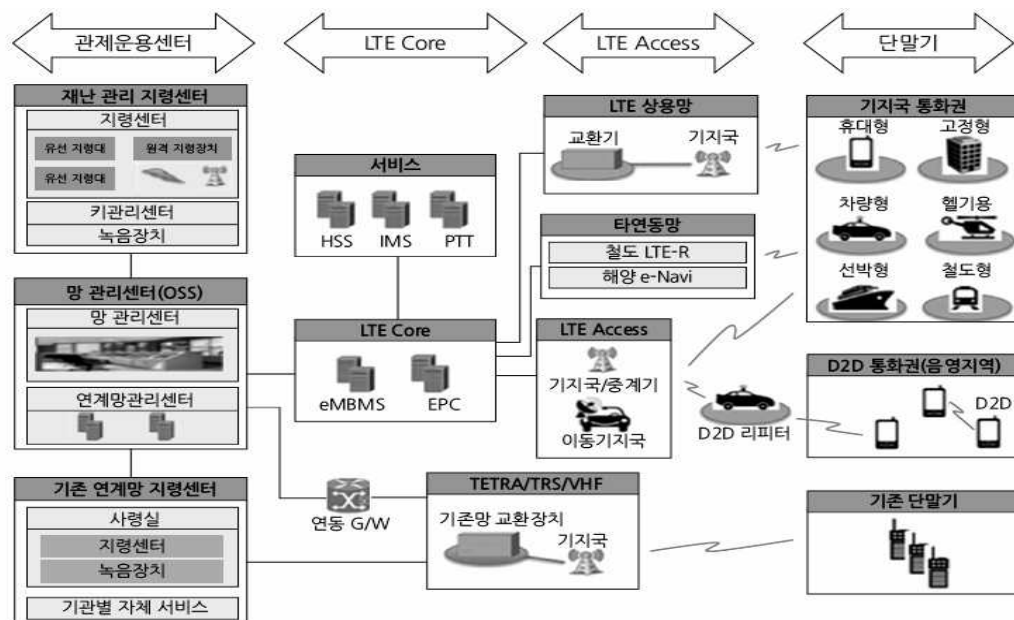 관제운용센터
LTE Core
LTE Access
단말기
재난 관리 지령센터
지령센터
유선 지령대
원격 지령장치
유선 지령대
키관리센터
녹음장치
망 관리센터(OSS)
망 관리센터
연계망관리센터
기존 연계망 지령센터
사령실
지령센터
녹음장치
기관별 자체 서비스
서비스
HSS
IMS
PTT
LTE Core
eMBMS
EPC
연동 G/W
LTE 상용망
교환기
기지국
타연동망
철도 LTE-R
해양 e-Navi
LTE Access
기지국/중계기
이동기지국
D2D 리피터
TETRA/TRS/VHF
기존망 교환장치
기지국
기지국 통화권
휴대형
고정형
차량형
헬기용
선박형
철도형
D2D 통화권(음영지역)
D2D
기존 단말기